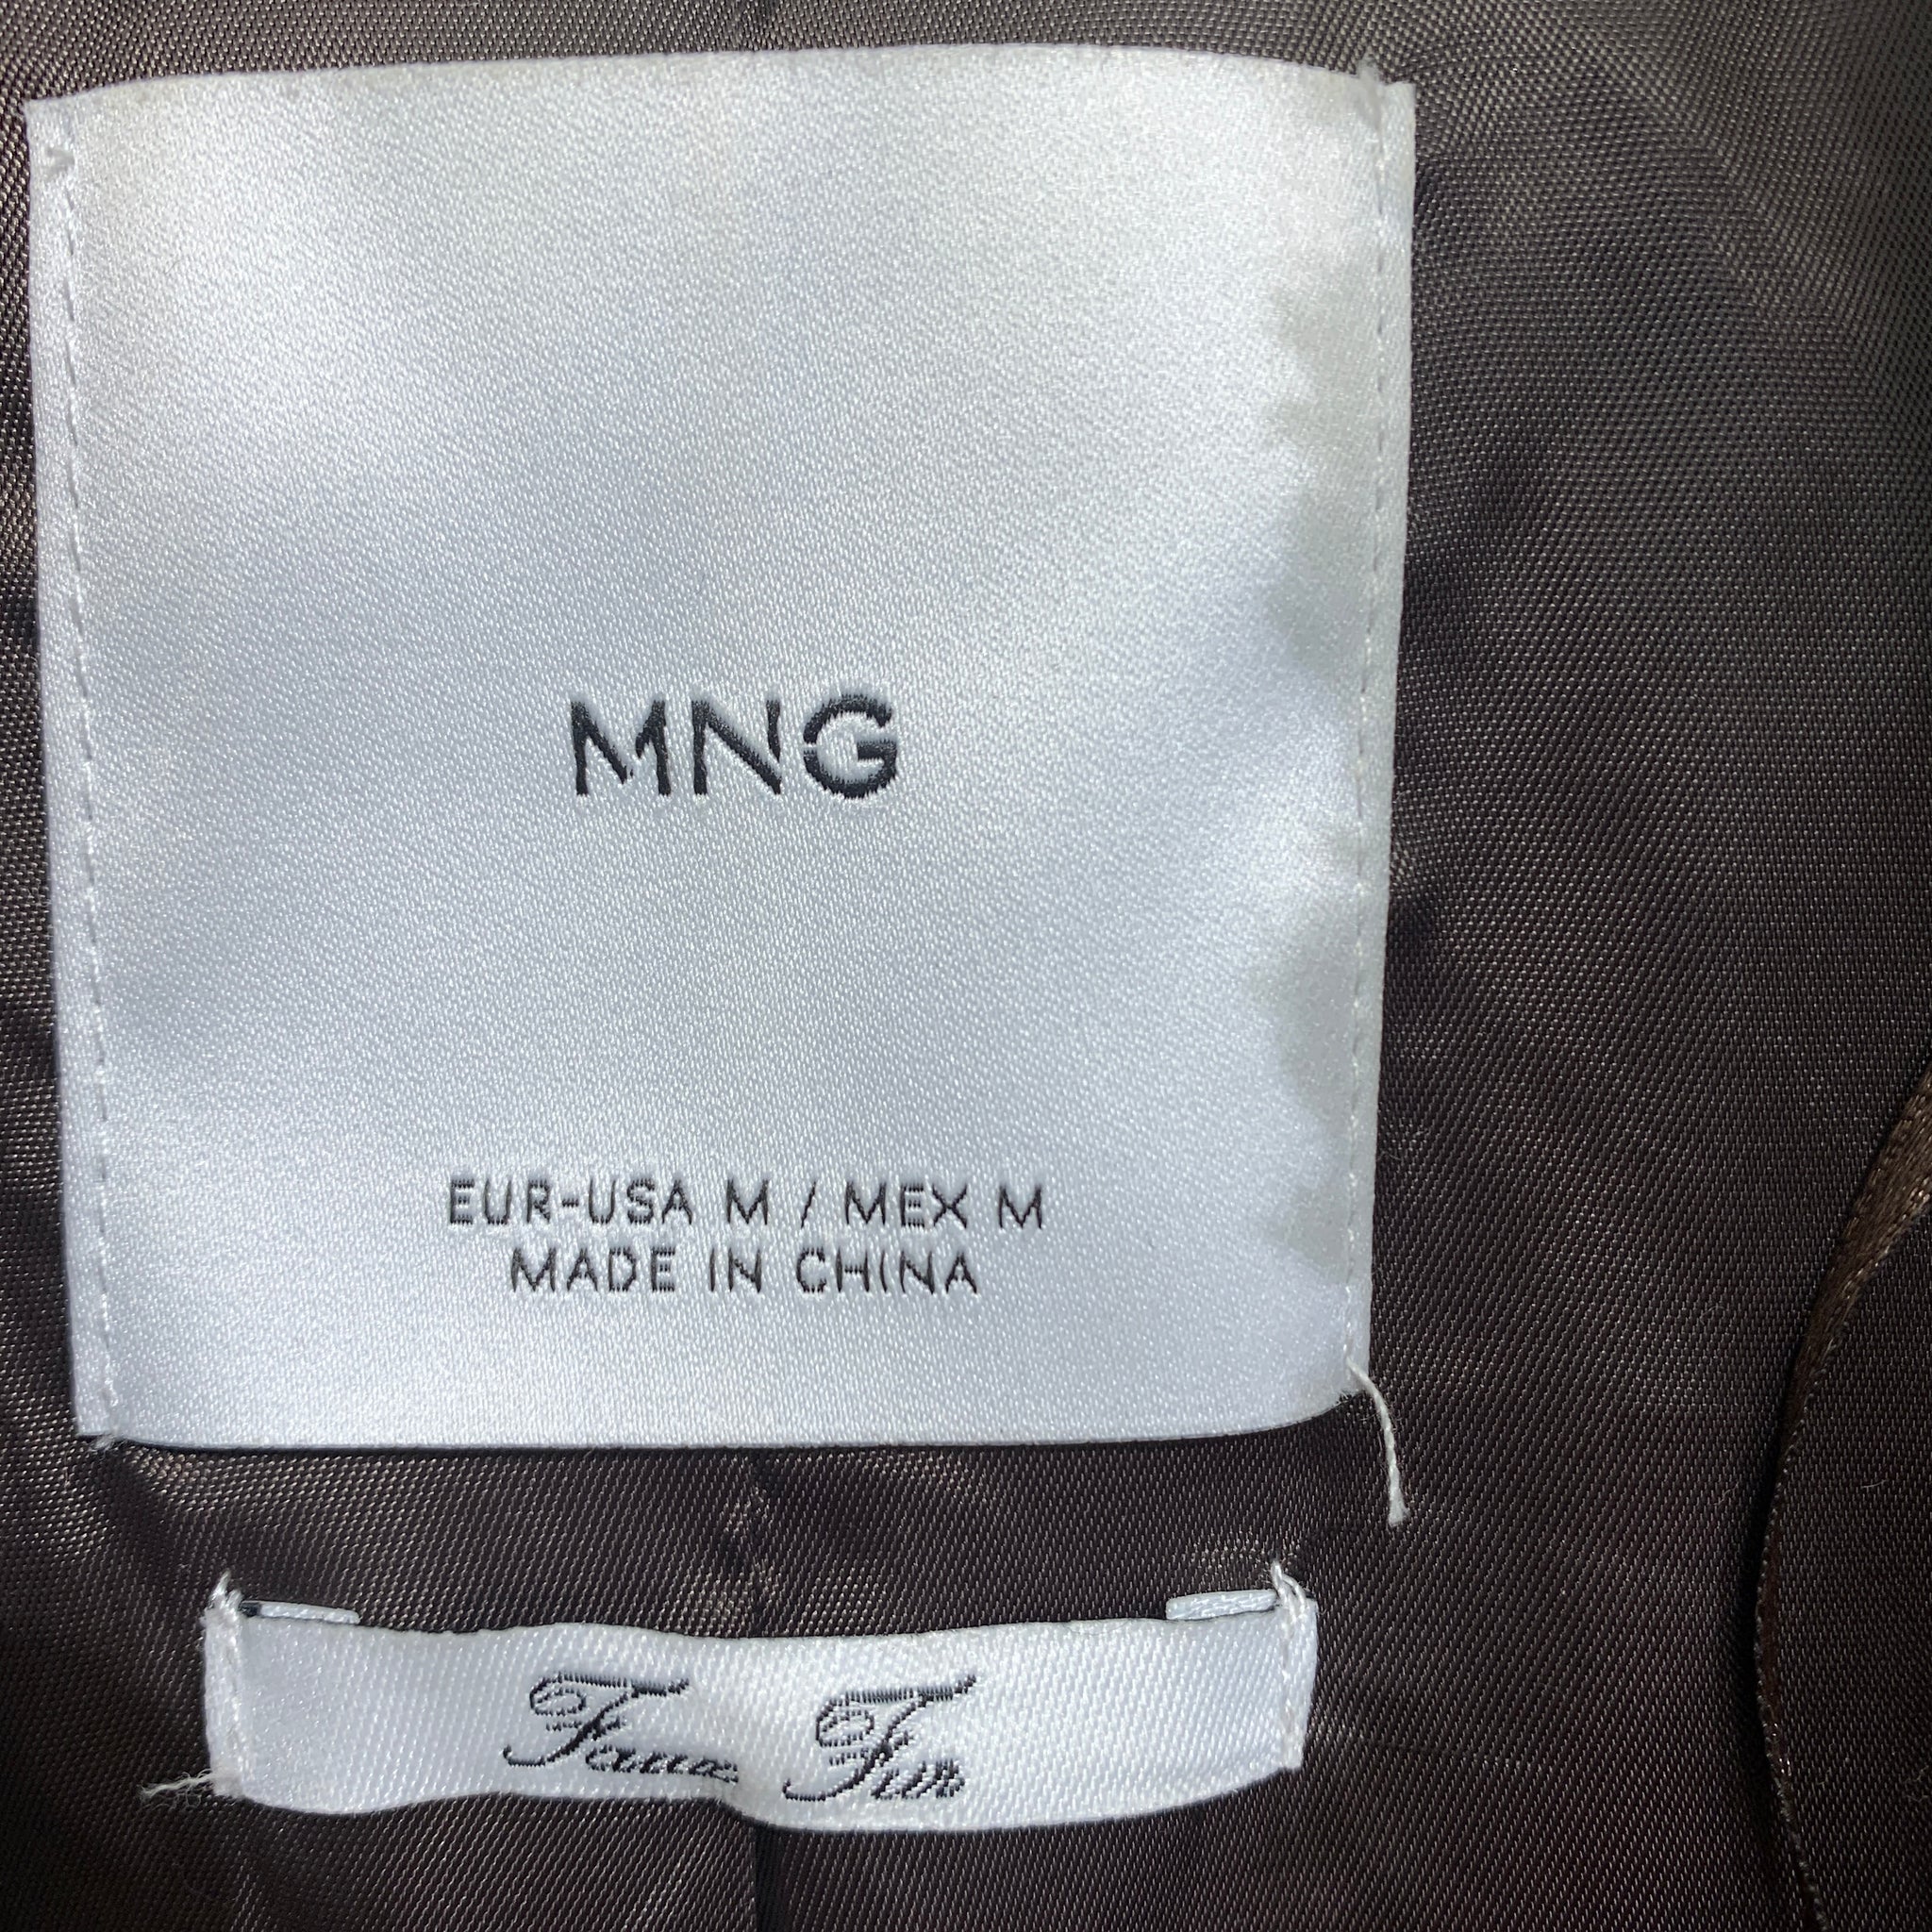 MNG
EUR-USA M / MEX M
MADE IN CHINA
Faux Fur